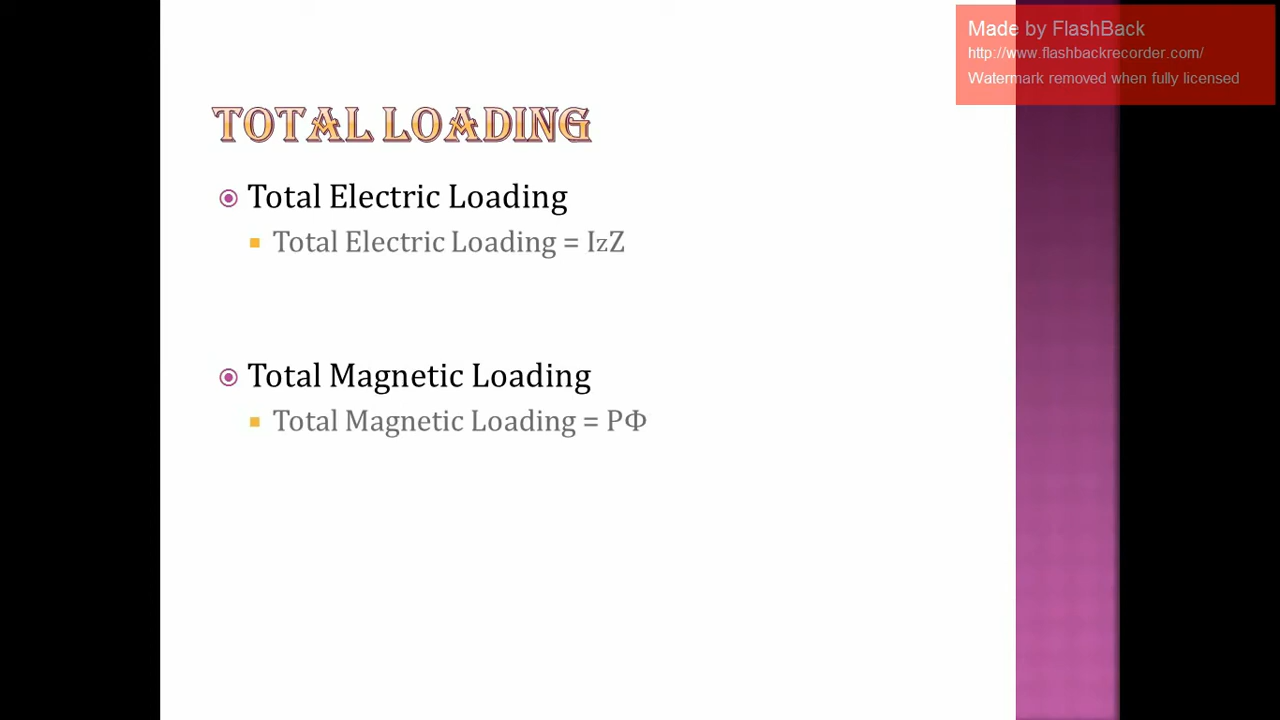 Made by FlashBack
http://www.flashbackrecorder.com/
Watermark removed when fully licensed
TOTAL LOADING
Total Electric Loading
Total Electric Loading = IzZ
Total Magnetic Loading
Total Magnetic Loading = PΦ